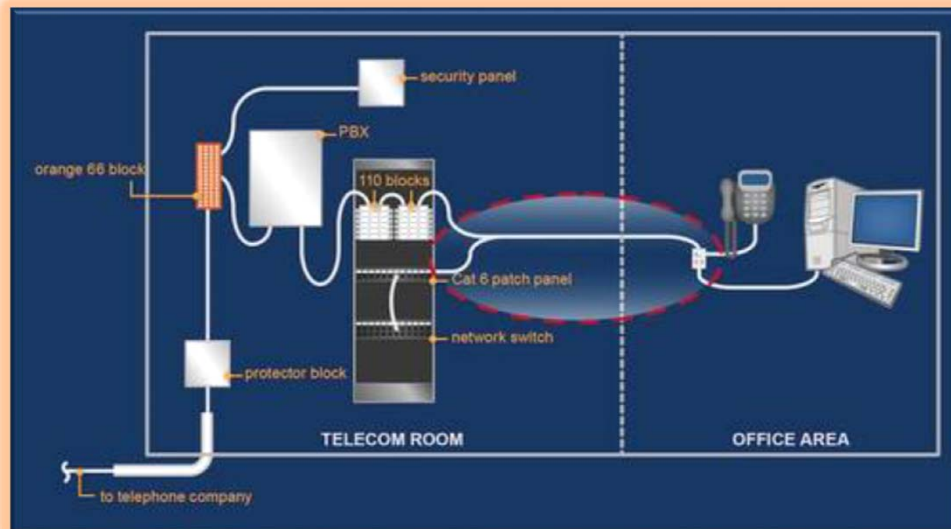 security panel
PBX
orange 66 block
110 blocks
Cat 6 patch panel
network switch
protector block
TELECOM ROOM
OFFICE AREA
to telephone company